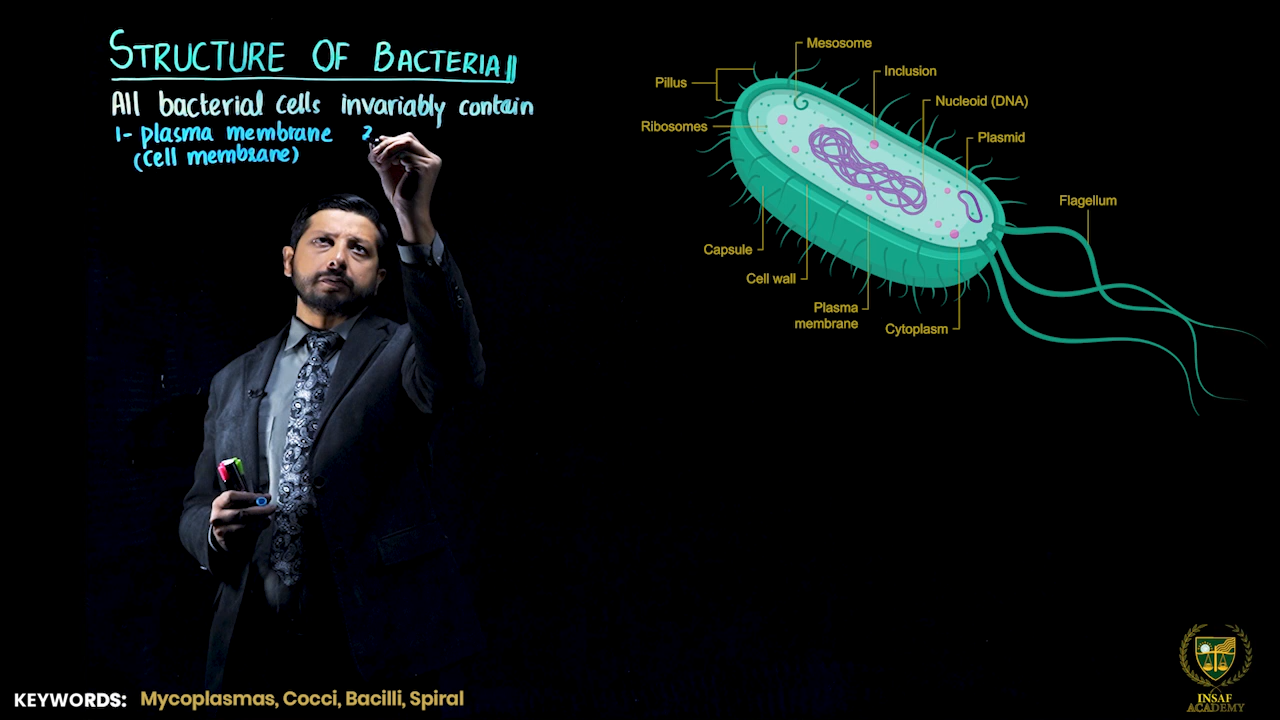 STRUCTURE OF BACTERIA
All bacterial cells invariably contain
1- plasma membrane 2.
(cell membrane)
Mesosome
Pillus
Inclusion
Nucleoid (DNA)
Ribosomes
Plasmid
Flagellum
Capsule
Cell wall
Plasma
membrane
Cytoplasm
KEYWORDS: Mycoplasmas, Cocci, Bacilli, Spiral
INSAF
ACADEMY